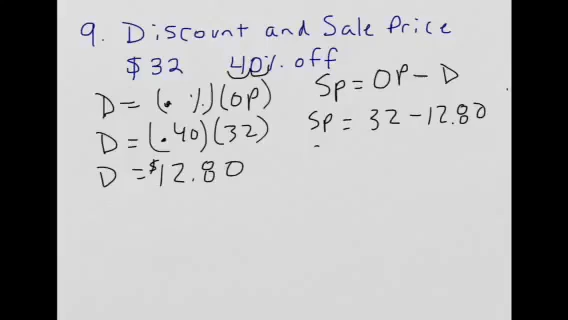 9. Discount and Sale Price
$32 40% off
D = (. %)(OP)
D = (.40)(32)
D = $12.80
SP = OP - D
SP = 32 - 12.80